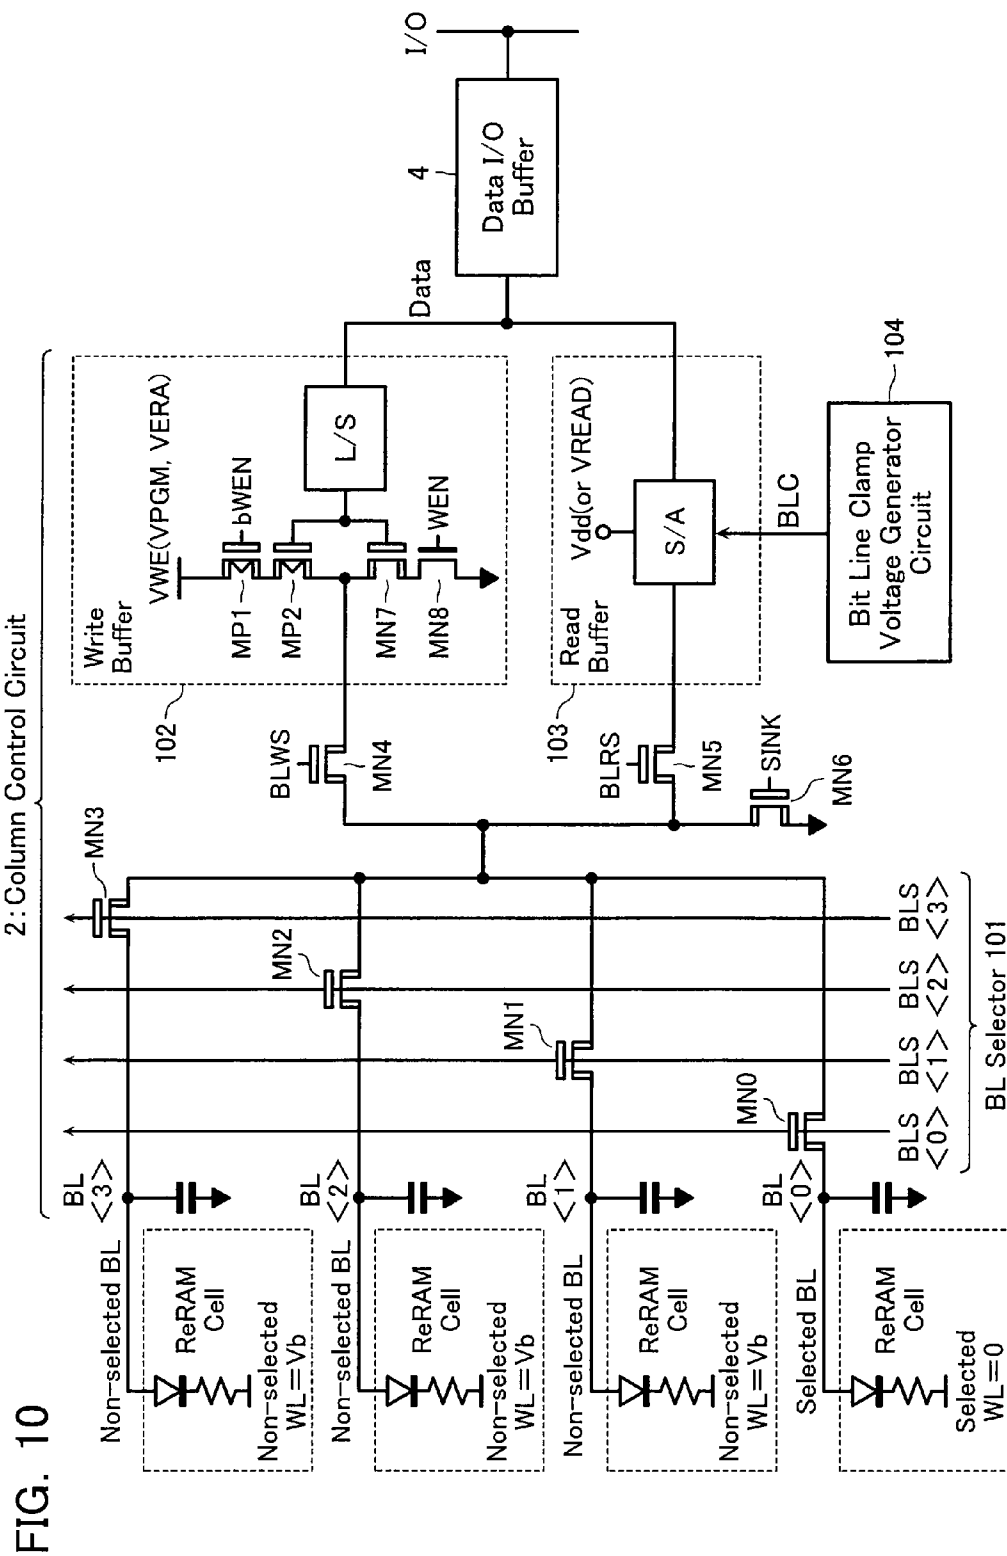 FIG. 10
2:Column Control Circuit
Non-selected BL
BL
<3>
MN3
ReRAM
Cell
Non-selected
WL=Vb
Non-selected BL
BL
<2>
MN2
ReRAM
Cell
Non-selected
WL=Vb
Non-selected BL
BL
<1>
MN1
ReRAM
Cell
Non-selected
WL=Vb
Selected BL
BL
<0>
MN0
ReRAM
Cell
Selected
WL=0
BLS
<0>
BLS
<1>
BLS
<2>
BLS
<3>
BL Selector 101
Write
Buffer
102
VWE(VPGM, VERA)
MP1
bWEN
MP2
MN7
MN8
WEN
L/S
BLWS
MN4
Read
Buffer
103
Vdd(or VREAD)
S/A
BLRS
MN5
SINK
MN6
BLC
Bit Line Clamp
Voltage Generator
Circuit
104
Data
4
Data I/O
Buffer
I/O